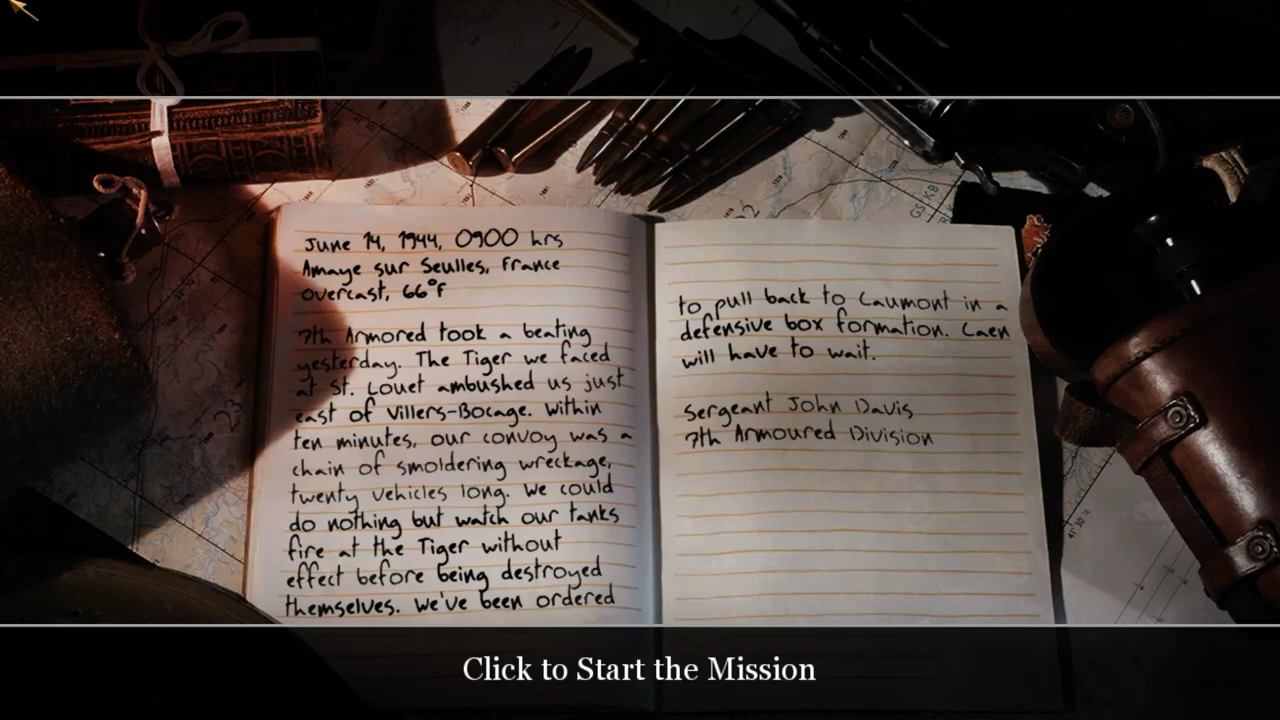 June 14, 1944, 0900 hrs
Amaye sur Seulles, France
Overcast, 66°F
7th Armored took a beating
yesterday. The Tiger we faced
at St. Louet ambushed us just
east of Villers-Bocage. Within
ten minutes, our convoy was a
chain of smoldering wreckage,
twenty vehicles long. We could
do nothing but watch our tanks
fire at the Tiger without
effect before being destroyed
themselves. We've been ordered
to pull back to Caumont in a
defensive box formation. Caen
will have to wait.
Sergeant John Davis
7th Armoured Division
GSKB
23
Click to Start the Mission